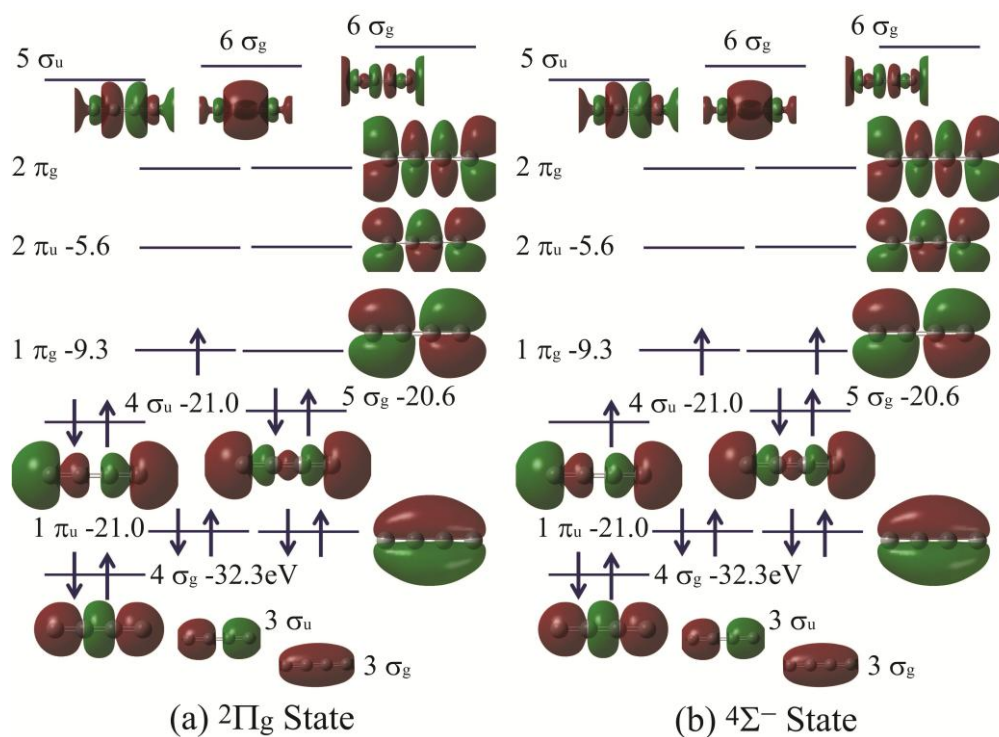 5 σu 6 σg 6 σg
2 πg
2 πu -5.6
1 πg -9.3
4 σu -21.0 5 σg -20.6
1 πu -21.0
4 σg -32.3eV
3 σu
3 σg
(a) ²Πg State
5 σu 6 σg 6 σg
2 πg
2 πu -5.6
1 πg -9.3
4 σu -21.0 5 σg -20.6
1 πu -21.0
4 σg -32.3eV
3 σu
3 σg
(b) ⁴Σ⁻ State